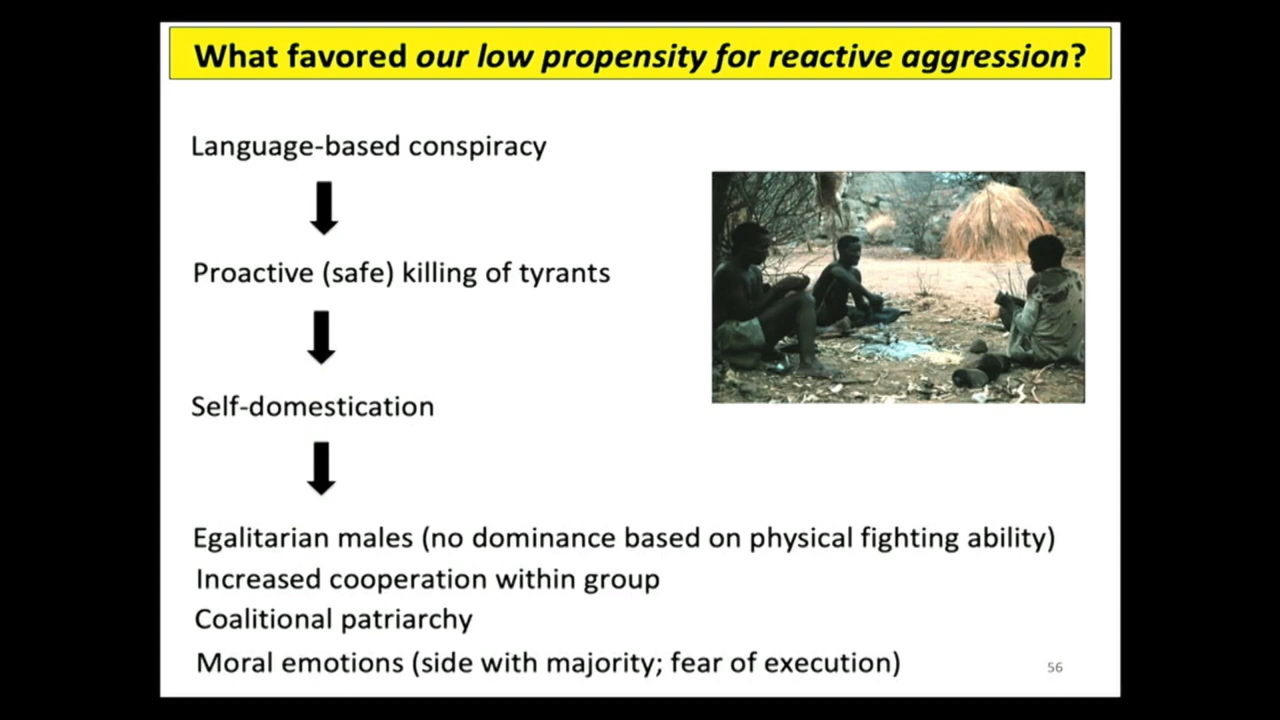 What favored our low propensity for reactive aggression?
Language-based conspiracy
Proactive (safe) killing of tyrants
Self-domestication
Egalitarian males (no dominance based on physical fighting ability)
Increased cooperation within group
Coalitional patriarchy
Moral emotions (side with majority; fear of execution)
56